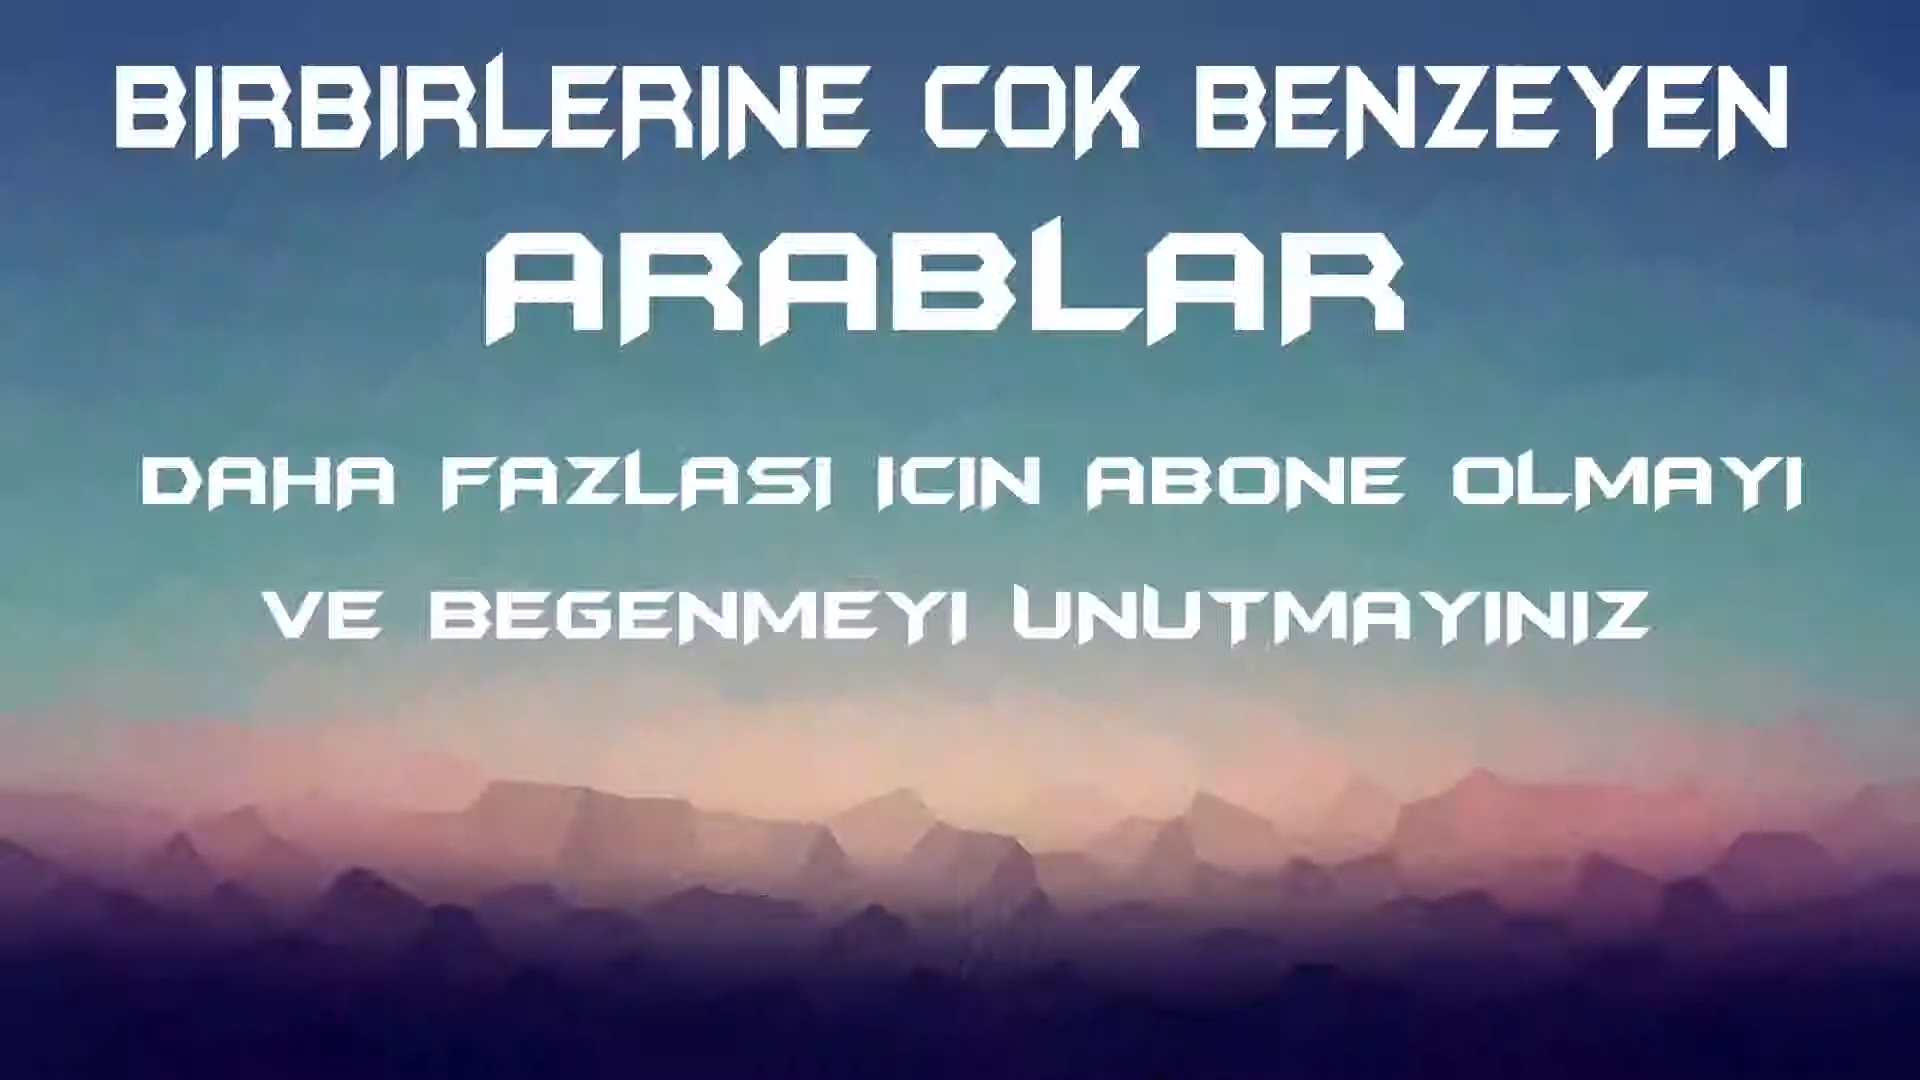 BIRBIRLERINE COK BENZEYEN
ARABLAR
DAHA FAZLASI ICIN ABONE OLMAYI
VE BEGENMEYI UNUTMAYINIZ